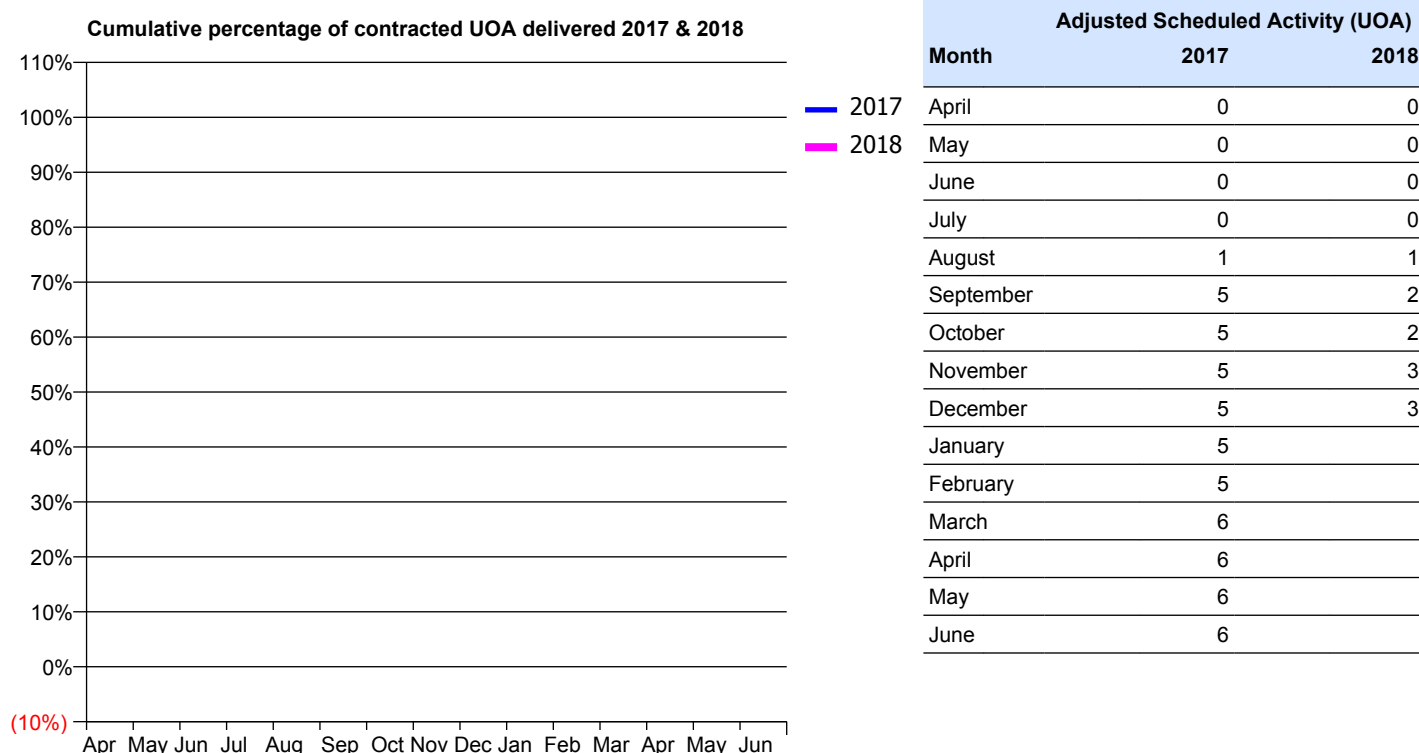 Cumulative percentage of contracted UOA delivered 2017 & 2018
110%
100%
90%
80%
70%
60%
50%
40%
30%
20%
10%
0%
(10%)
Apr May Jun Jul Aug Sep Oct Nov Dec Jan Feb Mar Apr May Jun
2017
2018
Adjusted Scheduled Activity (UOA)
Month 2017 2018
April 0 0
May 0 0
June 0 0
July 0 0
August 1 1
September 5 2
October 5 2
November 5 3
December 5 3
January 5
February 5
March 6
April 6
May 6
June 6